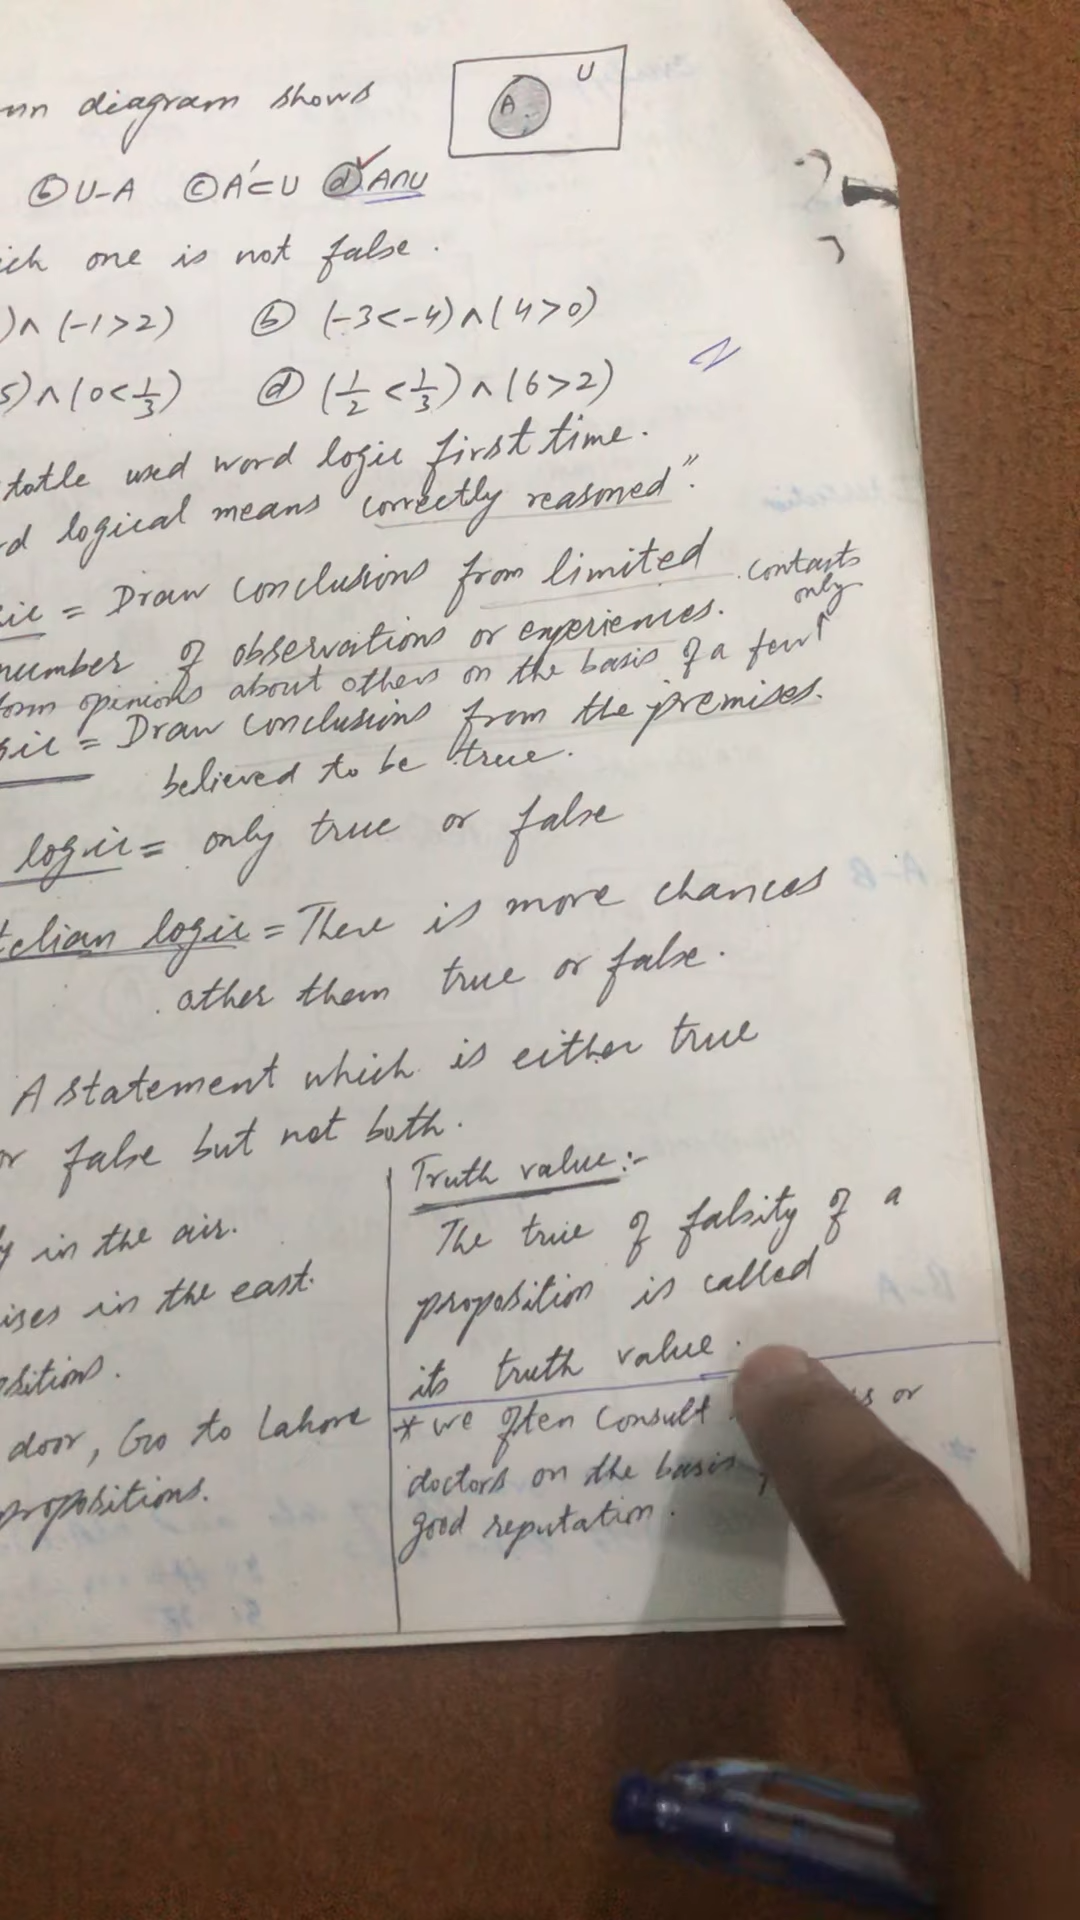 diagram shows
A U
ⓑ U-A ⓒ A′⊂U ⓓ A∩U
one is not false.
)∧(-1>2) ⓑ (-3<-4)∧(4>0)
5)∧(0<1/3) ⓓ (1/2<1/3)∧(6>2)
totle used word logic first time.
logical means correctly reasoned".
= Draw conclusions from limited
number of observations or experiences.
opinions about others on the basis of a few contacts only
= Draw conclusions from the premises.
believed to be true.
logic = only true or false
telian logic = There is more chances
other them true or false.
A statement which is either true
or false but not both.
in the air.
ises in the east.
sitions.
door, Go to Lahore
propositions.
Truth value:-
The true of falsity of a
proposition is called
its truth value.
* we often consult or
doctors on the basis
good reputation.